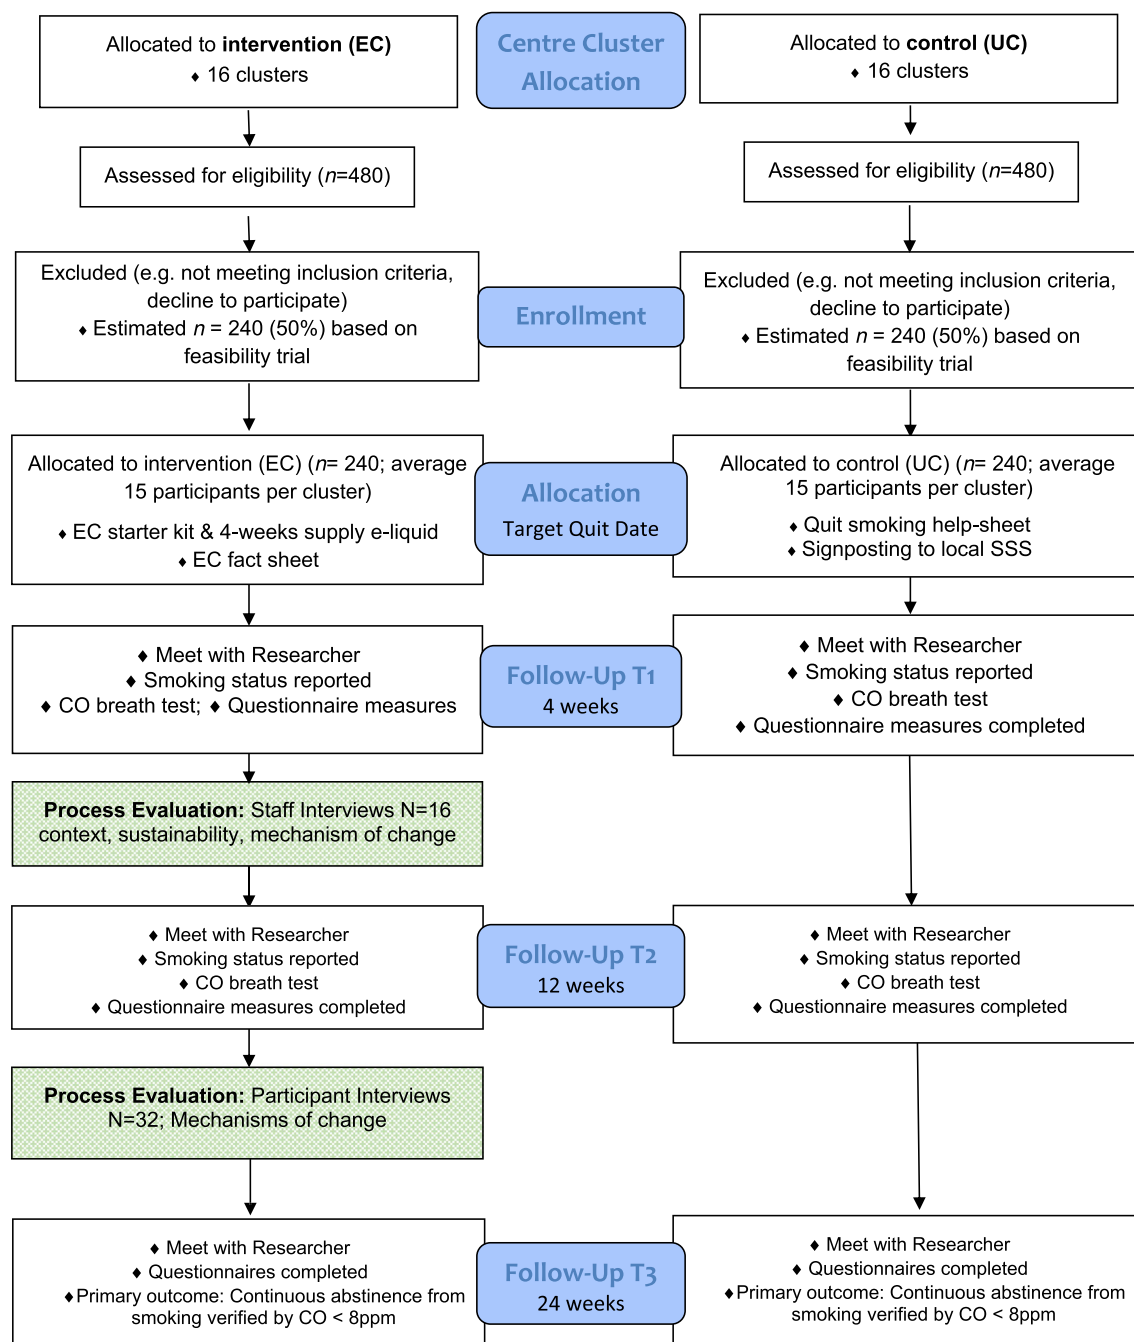 Allocated to intervention (EC)
♦ 16 clusters
Centre Cluster
Allocation
Allocated to control (UC)
♦ 16 clusters
Assessed for eligibility (n=480)
Assessed for eligibility (n=480)
Excluded (e.g. not meeting inclusion criteria,
decline to participate)
♦ Estimated n = 240 (50%) based on
feasibility trial
Enrollment
Excluded (e.g. not meeting inclusion criteria,
decline to participate)
♦ Estimated n = 240 (50%) based on
feasibility trial
Allocated to intervention (EC) (n= 240; average
15 participants per cluster)
♦ EC starter kit & 4-weeks supply e-liquid
♦ EC fact sheet
Allocation
Target Quit Date
Allocated to control (UC) (n= 240; average
15 participants per cluster)
♦ Quit smoking help-sheet
♦ Signposting to local SSS
♦ Meet with Researcher
♦ Smoking status reported
♦ CO breath test; ♦ Questionnaire measures
Follow-Up T1
4 weeks
♦ Meet with Researcher
♦ Smoking status reported
♦ CO breath test
♦ Questionnaire measures completed
Process Evaluation: Staff Interviews N=16
context, sustainability, mechanism of change
♦ Meet with Researcher
♦ Smoking status reported
♦ CO breath test
♦ Questionnaire measures completed
Follow-Up T2
12 weeks
♦ Meet with Researcher
♦ Smoking status reported
♦ CO breath test
♦ Questionnaire measures completed
Process Evaluation: Participant Interviews
N=32; Mechanisms of change
♦ Meet with Researcher
♦ Questionnaires completed
♦Primary outcome: Continuous abstinence from
smoking verified by CO < 8ppm
Follow-Up T3
24 weeks
♦ Meet with Researcher
♦ Questionnaires completed
♦Primary outcome: Continuous abstinence from
smoking verified by CO < 8ppm